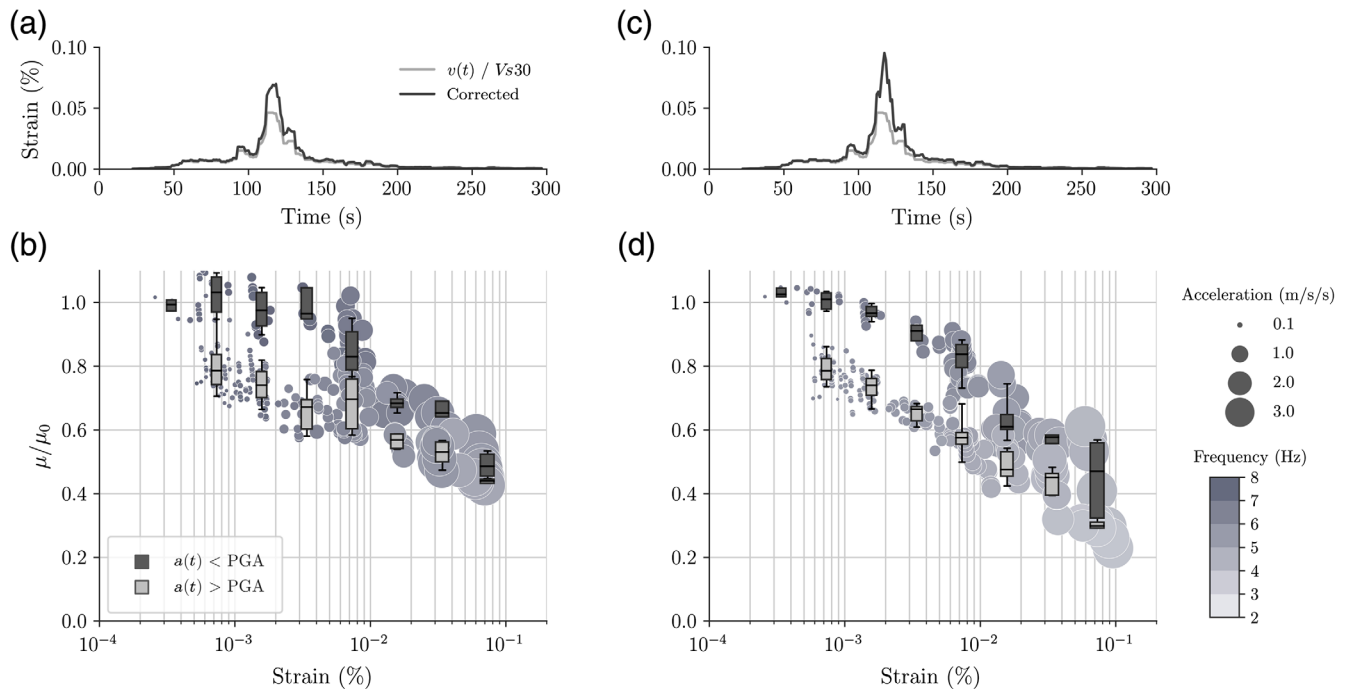 (a)
0.10
0.05
0.00
Strain (%)
v(t) / Vs30
Corrected
0 50 100 150 200 250 300
Time (s)
(c)
0.10
0.05
0.00
0 50 100 150 200 250 300
Time (s)
(b)
1.0
0.8
0.6
0.4
0.2
0.0
μ/μ₀
a(t) < PGA
a(t) > PGA
10⁻⁴ 10⁻³ 10⁻² 10⁻¹
Strain (%)
(d)
1.0
0.8
0.6
0.4
0.2
0.0
10⁻⁴ 10⁻³ 10⁻² 10⁻¹
Strain (%)
Acceleration (m/s/s)
0.1
1.0
2.0
3.0
Frequency (Hz)
8
7
6
5
4
3
2